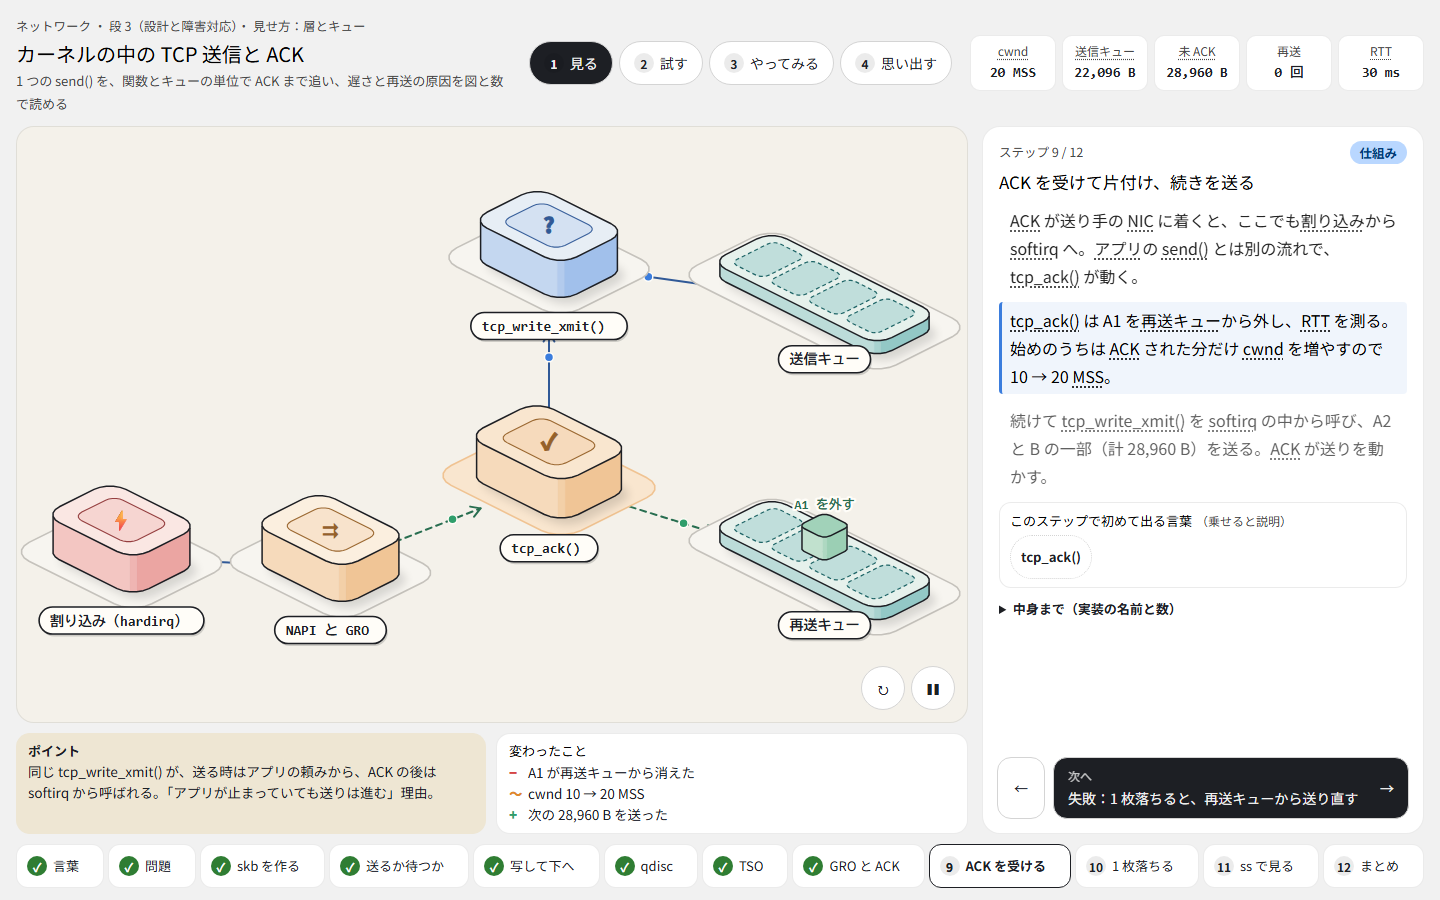 ネットワーク ・ 段 3（設計と障害対応）・ 見せ方：層とキュー
カーネルの中の TCP 送信と ACK
1 つの send() を、関数とキューの単位で ACK まで追い、遅さと再送の原因を図と数
で読める
1 見る
2 試す
3 やってみる
4 思い出す
cwnd
20 MSS
送信キュー
22,096 B
未 ACK
28,960 B
再送
0 回
RTT
30 ms
?
tcp_write_xmit()
送信キュー
tcp_ack()
A1 を外す
割り込み（hardirq）
NAPI と GRO
再送キュー
ステップ 9 / 12
仕組み
ACK を受けて片付け、続きを送る
ACK が送り手の NIC に着くと、ここでも割り込みから
softirq へ。アプリの send() とは別の流れで、
tcp_ack() が動く。
tcp_ack() は A1 を再送キューから外し、RTT を測る。
始めのうちは ACK された分だけ cwnd を増やすので
10 → 20 MSS。
続けて tcp_write_xmit() を softirq の中から呼び、A2
と B の一部（計 28,960 B）を送る。ACK が送りを動
かす。
このステップで初めて出る言葉 （乗せると説明）
tcp_ack()
▶ 中身まで（実装の名前と数）
ポイント
同じ tcp_write_xmit() が、送る時はアプリの頼みから、ACK の後は
softirq から呼ばれる。「アプリが止まっていても送りは進む」理由。
変わったこと
− A1 が再送キューから消えた
～ cwnd 10 → 20 MSS
+ 次の 28,960 B を送った
←
次へ
失敗：1 枚落ちると、再送キューから送り直す →
✓ 言葉
✓ 問題
✓ skb を作る
✓ 送るか待つか
✓ 写して下へ
✓ qdisc
✓ TSO
✓ GRO と ACK
9 ACK を受ける
10 1 枚落ちる
11 ss で見る
12 まとめ